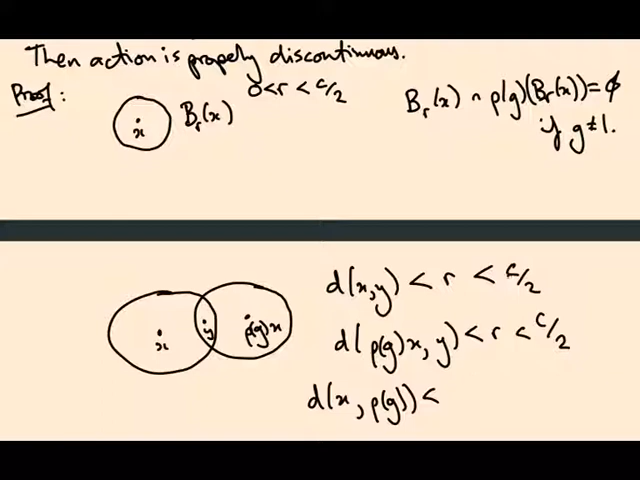 Then action is properly discontinuous.
Proof: x B_r(x) 0<r<c/2 B_r(x) ∩ ρ(g)(B_r(x)) = ∅
if g≠1.
d(x,y) < r < c/2
x y ρ(g)x d(ρ(g)x, y) < r < c/2
d(x, ρ(g)) <